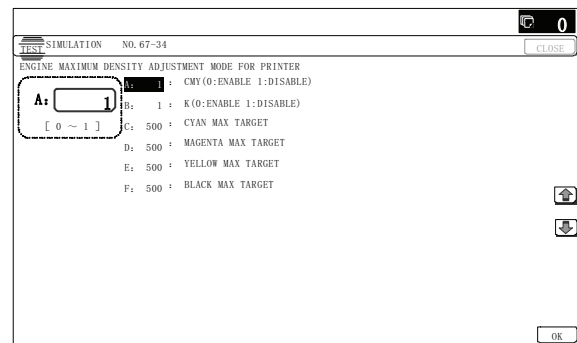 0
TEST SIMULATION NO.67-34
CLOSE
ENGINE MAXIMUM DENSITY ADJUSTMENT MODE FOR PRINTER
A: 1
[ 0 ～ 1 ]
A: 1 : CMY(0:ENABLE 1:DISABLE)
B: 1 : K(0:ENABLE 1:DISABLE)
C: 500 : CYAN MAX TARGET
D: 500 : MAGENTA MAX TARGET
E: 500 : YELLOW MAX TARGET
F: 500 : BLACK MAX TARGET
OK